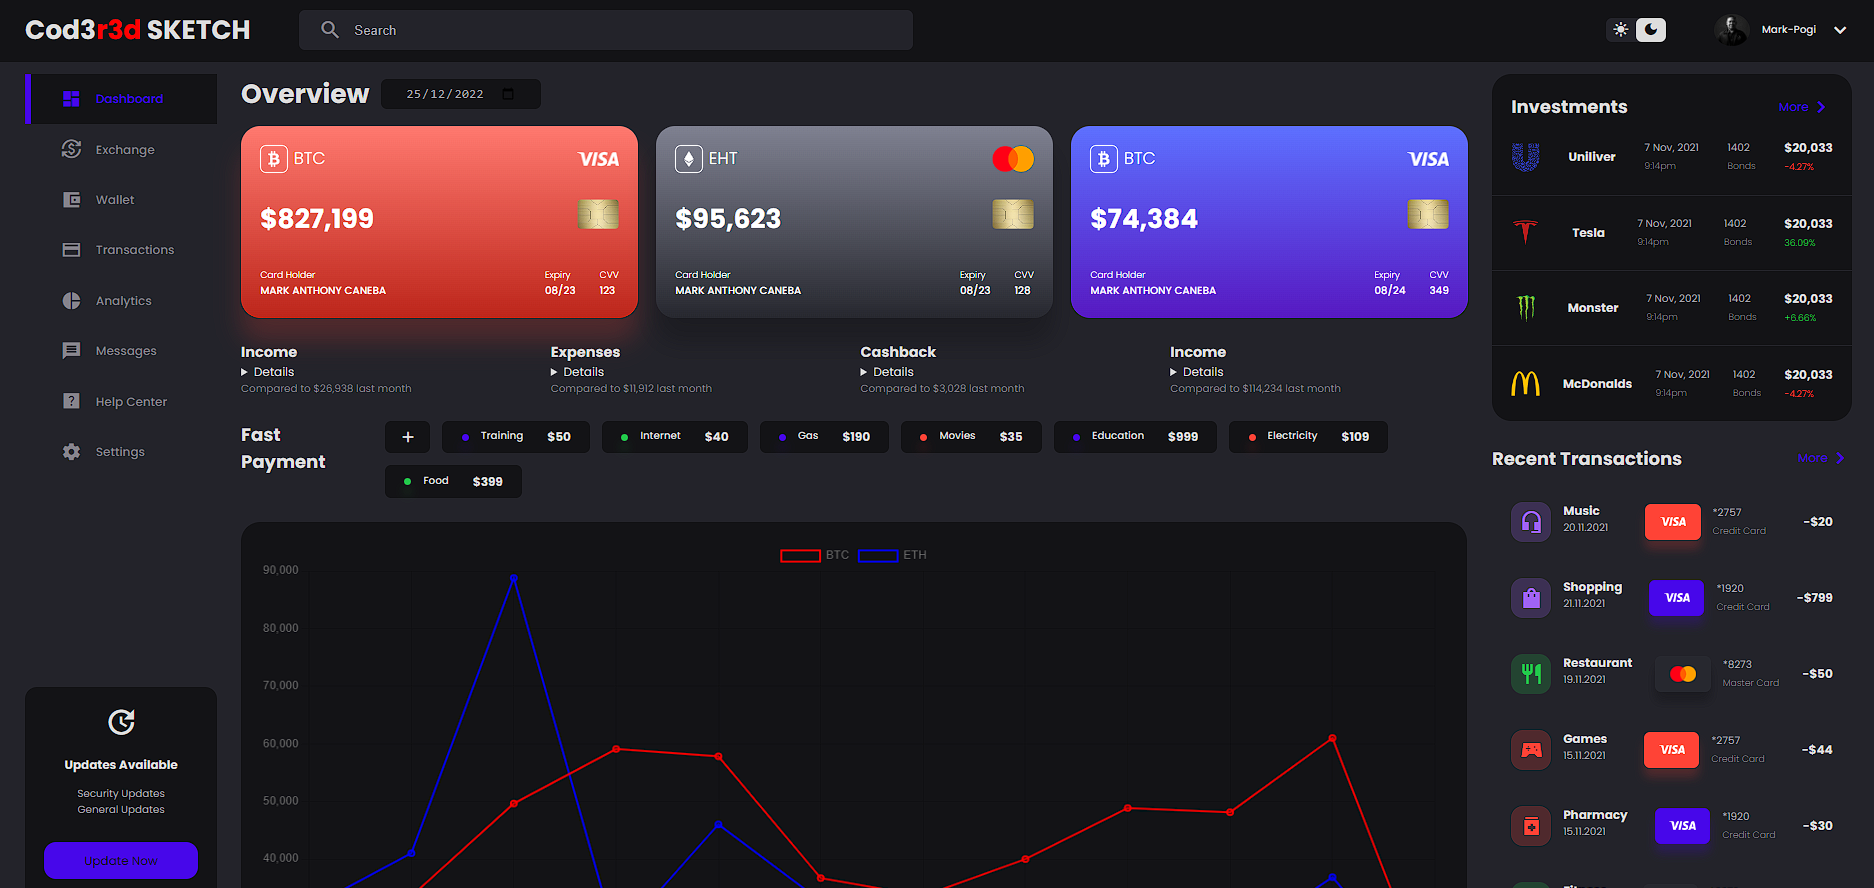 Cod3r3d SKETCH
Search
Mark-Pogi
Dashboard
Exchange
Wallet
Transactions
Analytics
Messages
Help Center
Settings
Updates Available
Security Updates
General Updates
Update Now
Overview
25/12/2022
BTC
VISA
$827,199
Card Holder
MARK ANTHONY CANEBA
Expiry
08/23
CVV
123
EHT
$95,623
Card Holder
MARK ANTHONY CANEBA
Expiry
08/23
CVV
128
BTC
VISA
$74,384
Card Holder
MARK ANTHONY CANEBA
Expiry
08/24
CVV
349
Income
Details
Compared to $26,938 last month
Expenses
Details
Compared to $11,912 last month
Cashback
Details
Compared to $3,028 last month
Income
Details
Compared to $114,234 last month
Fast
Payment
+
Training $50
Internet $40
Gas $190
Movies $35
Education $999
Electricity $109
Food $399
BTC ETH
90,000
80,000
70,000
60,000
50,000
40,000
Investments
More
Uniliver
7 Nov, 2021
9:14pm
1402
Bonds
$20,033
-4.27%
Tesla
7 Nov, 2021
9:14pm
1402
Bonds
$20,033
36.09%
Monster
7 Nov, 2021
9:14pm
1402
Bonds
$20,033
+6.66%
McDonalds
7 Nov, 2021
9:14pm
1402
Bonds
$20,033
-4.27%
Recent Transactions
More
Music
20.11.2021
VISA
*2757
Credit Card
-$20
Shopping
21.11.2021
VISA
*1920
Credit Card
-$799
Restaurant
19.11.2021
*8273
Master Card
-$50
Games
15.11.2021
VISA
*2757
Credit Card
-$44
Pharmacy
15.11.2021
VISA
*1920
Credit Card
-$30